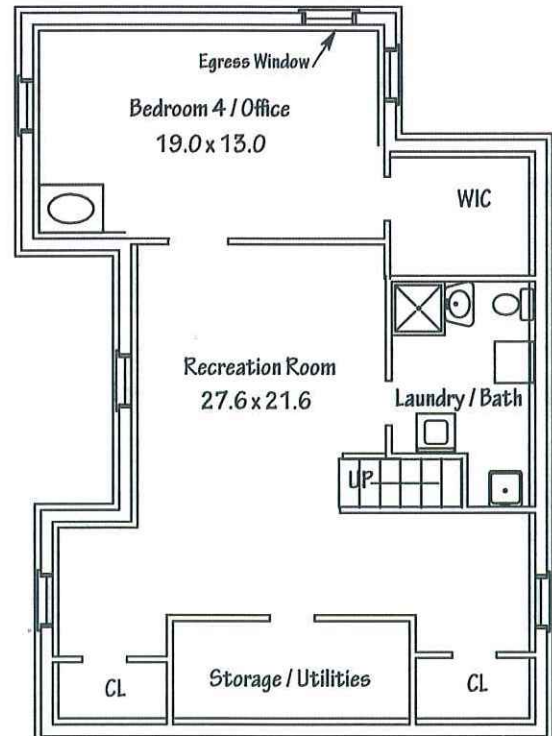 Egress Window
Bedroom 4 / Office
19.0 x 13.0
WIC
Recreation Room
27.6 x 21.6
Laundry / Bath
UP
Storage / Utilities
CL
CL